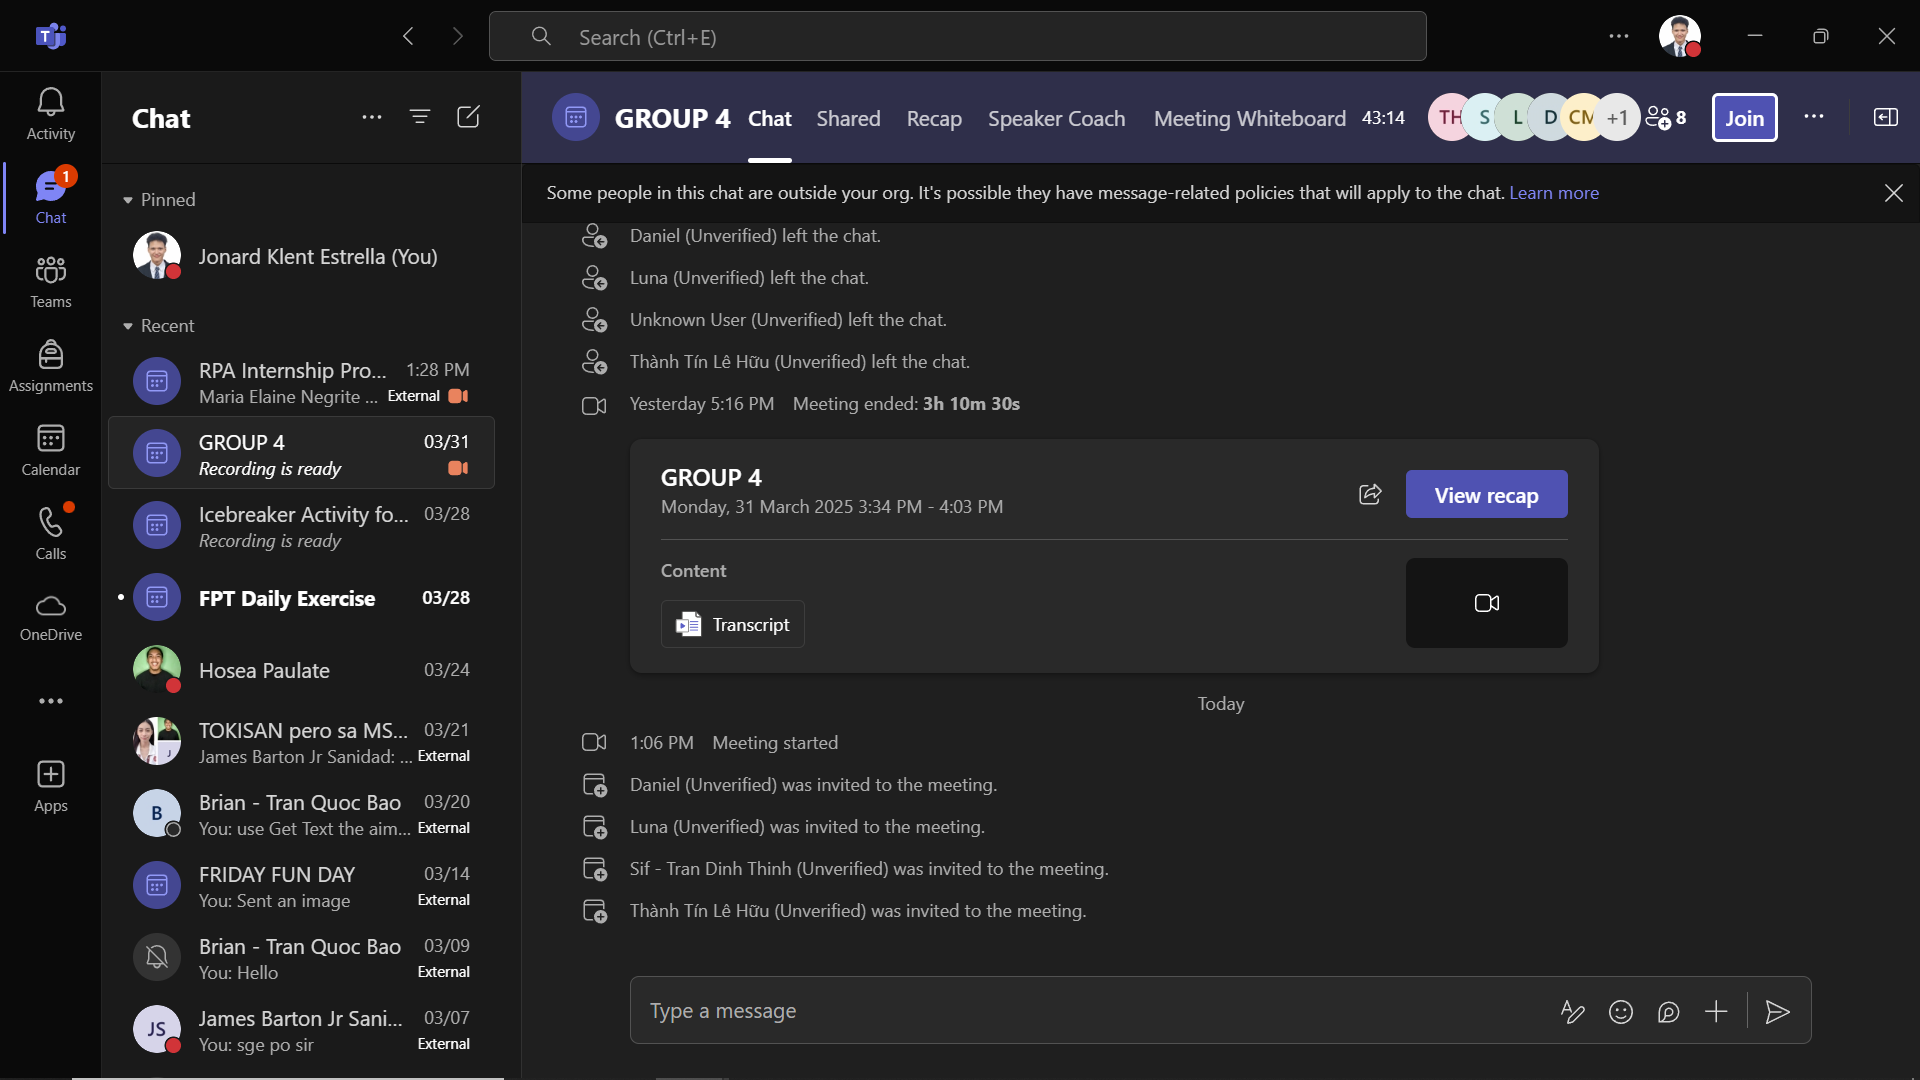 Search (Ctrl+E)
Activity
1
Chat
Teams
Assignments
Calendar
Calls
OneDrive
Apps
Chat
Pinned
Jonard Klent Estrella (You)
Recent
RPA Internship Pro... 1:28 PM
Maria Elaine Negrite ... External
GROUP 4 03/31
Recording is ready
Icebreaker Activity fo... 03/28
Recording is ready
FPT Daily Exercise 03/28
Hosea Paulate 03/24
TOKISAN pero sa MS... 03/21
James Barton Jr Sanidad: ... External
B
Brian - Tran Quoc Bao 03/20
You: use Get Text the aim... External
FRIDAY FUN DAY 03/14
You: Sent an image External
Brian - Tran Quoc Bao 03/09
You: Hello External
JS
James Barton Jr Sani... 03/07
You: sge po sir External
GROUP 4 Chat Shared Recap Speaker Coach Meeting Whiteboard 43:14 TH S L D CM +1 8 Join
Some people in this chat are outside your org. It's possible they have message-related policies that will apply to the chat. Learn more
Daniel (Unverified) left the chat.
Luna (Unverified) left the chat.
Unknown User (Unverified) left the chat.
Thành Tín Lê Hữu (Unverified) left the chat.
Yesterday 5:16 PM Meeting ended: 3h 10m 30s
GROUP 4
Monday, 31 March 2025 3:34 PM - 4:03 PM
View recap
Content
Transcript
Today
1:06 PM Meeting started
Daniel (Unverified) was invited to the meeting.
Luna (Unverified) was invited to the meeting.
Sif - Tran Dinh Thinh (Unverified) was invited to the meeting.
Thành Tín Lê Hữu (Unverified) was invited to the meeting.
Type a message